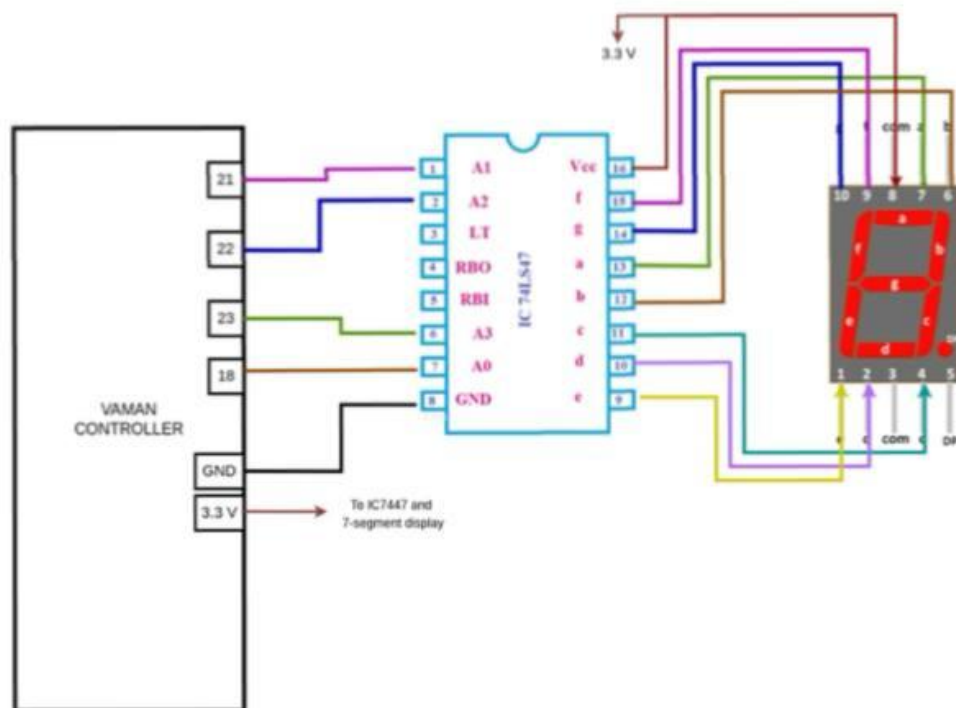 3.3 V
g f com a b
10 9 8 7 6
a
f b
g
e c
d
1 2 3 4 5
e d com c DP
21
22
23
18
GND
3.3 V
VAMAN
CONTROLLER
To IC7447 and
7-segment display
IC 74LS47
1 A1
2 A2
3 LT
4 RBO
5 RBI
6 A3
7 A0
8 GND
Vcc 16
f 15
g 14
a 13
b 12
c 11
d 10
e 9